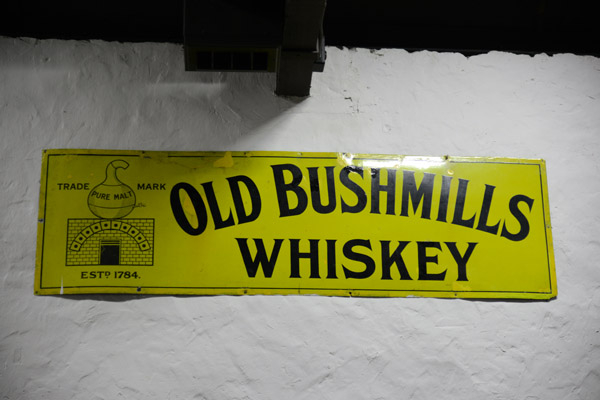 TRADE MARK
PURE MALT
ESTD 1784.
OLD BUSHMILLS
WHISKEY